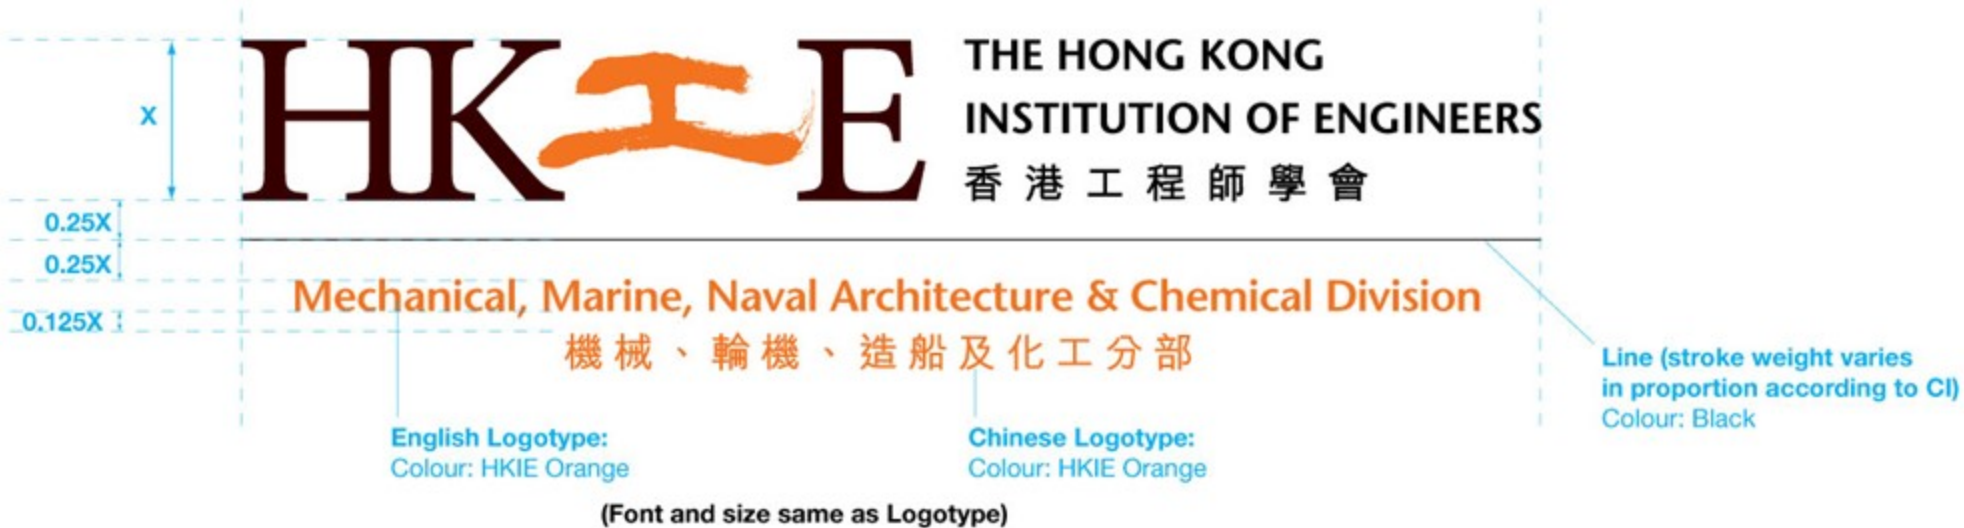 HK工E
THE HONG KONG
INSTITUTION OF ENGINEERS
香港工程師學會
X
0.25X
0.25X
0.125X
Mechanical, Marine, Naval Architecture & Chemical Division
機械、輪機、造船及化工分部
Line (stroke weight varies
in proportion according to CI)
Colour: Black
English Logotype:
Colour: HKIE Orange
Chinese Logotype:
Colour: HKIE Orange
(Font and size same as Logotype)